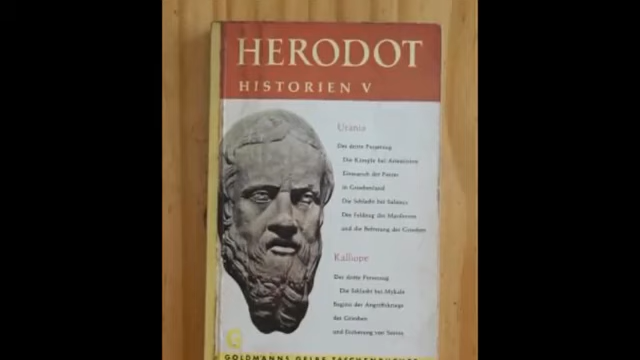 HERODOT
HISTORIEN V
Urania
Der dritte Perserzug
Die Kämpfe bei Artemision
Einmarsch der Perser
in Griechenland
Die Schlacht bei Salamis
Der Feldzug des Mardonios
und die Befreiung der Griechen
Kalliope
Der dritte Perserzug
Die Schlacht bei Mykale
Beginn der Angriffskriege
der Griechen
und Eroberung von Sestos
GOLDMANNS GELBE TASCHENBÜCHER